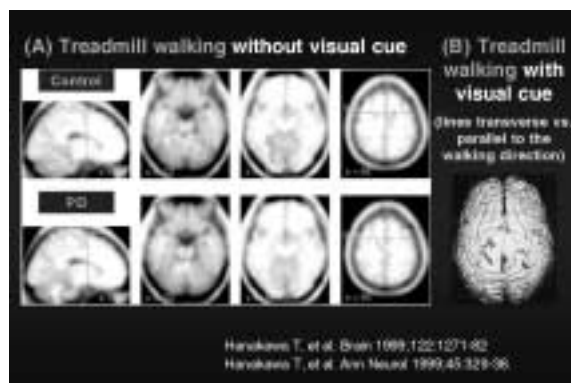 (A) Treadmill walking without visual cue
Control
PD
(B) Treadmill
walking with
visual cue
(lines transverse vs.
parallel to the
walking direction)
Hanakawa T, et al. Brain 1999;122:1271-82
Hanakawa T, et al. Ann Neurol 1999;45:329-36.